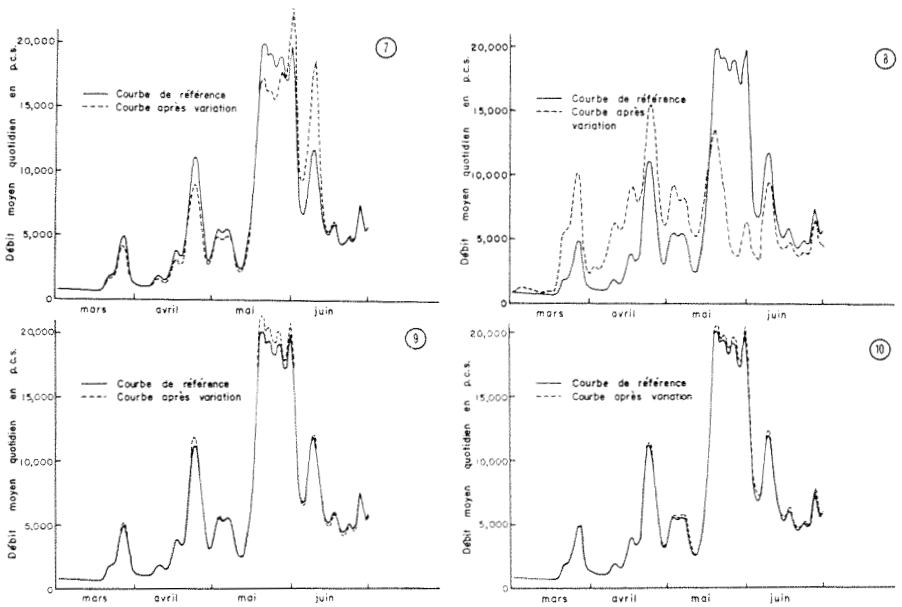 20,000
15,000
10,000
5,000
0
Débit moyen quotidien en p.c.s.
Courbe de référence
Courbe après variation
7
mars avril mai juin
20,000
15,000
10,000
5,000
0
Débit moyen quotidien en p.c.s.
Courbe de référence
Courbe après
variation
8
mars avril mai juin
20,000
15,000
10,000
5,000
0
Débit moyen quotidien en p.c.s.
Courbe de référence
Courbe après variation
9
mars avril mai juin
20,000
15,000
10,000
5,000
0
Débit moyen quotidien en p.c.s.
Courbe de référence
Courbe après variation
10
mars avril mai juin